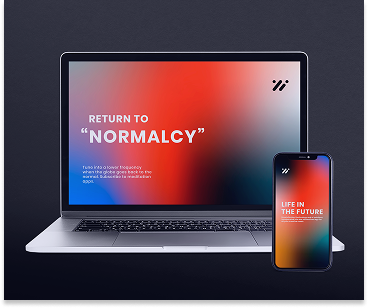 RETURN TO
“NORMALCY”
Tune into a lower frequency
when the globe goes back to the
normal. Subscribe to meditation
apps.
LIFE IN
THE FUTURE